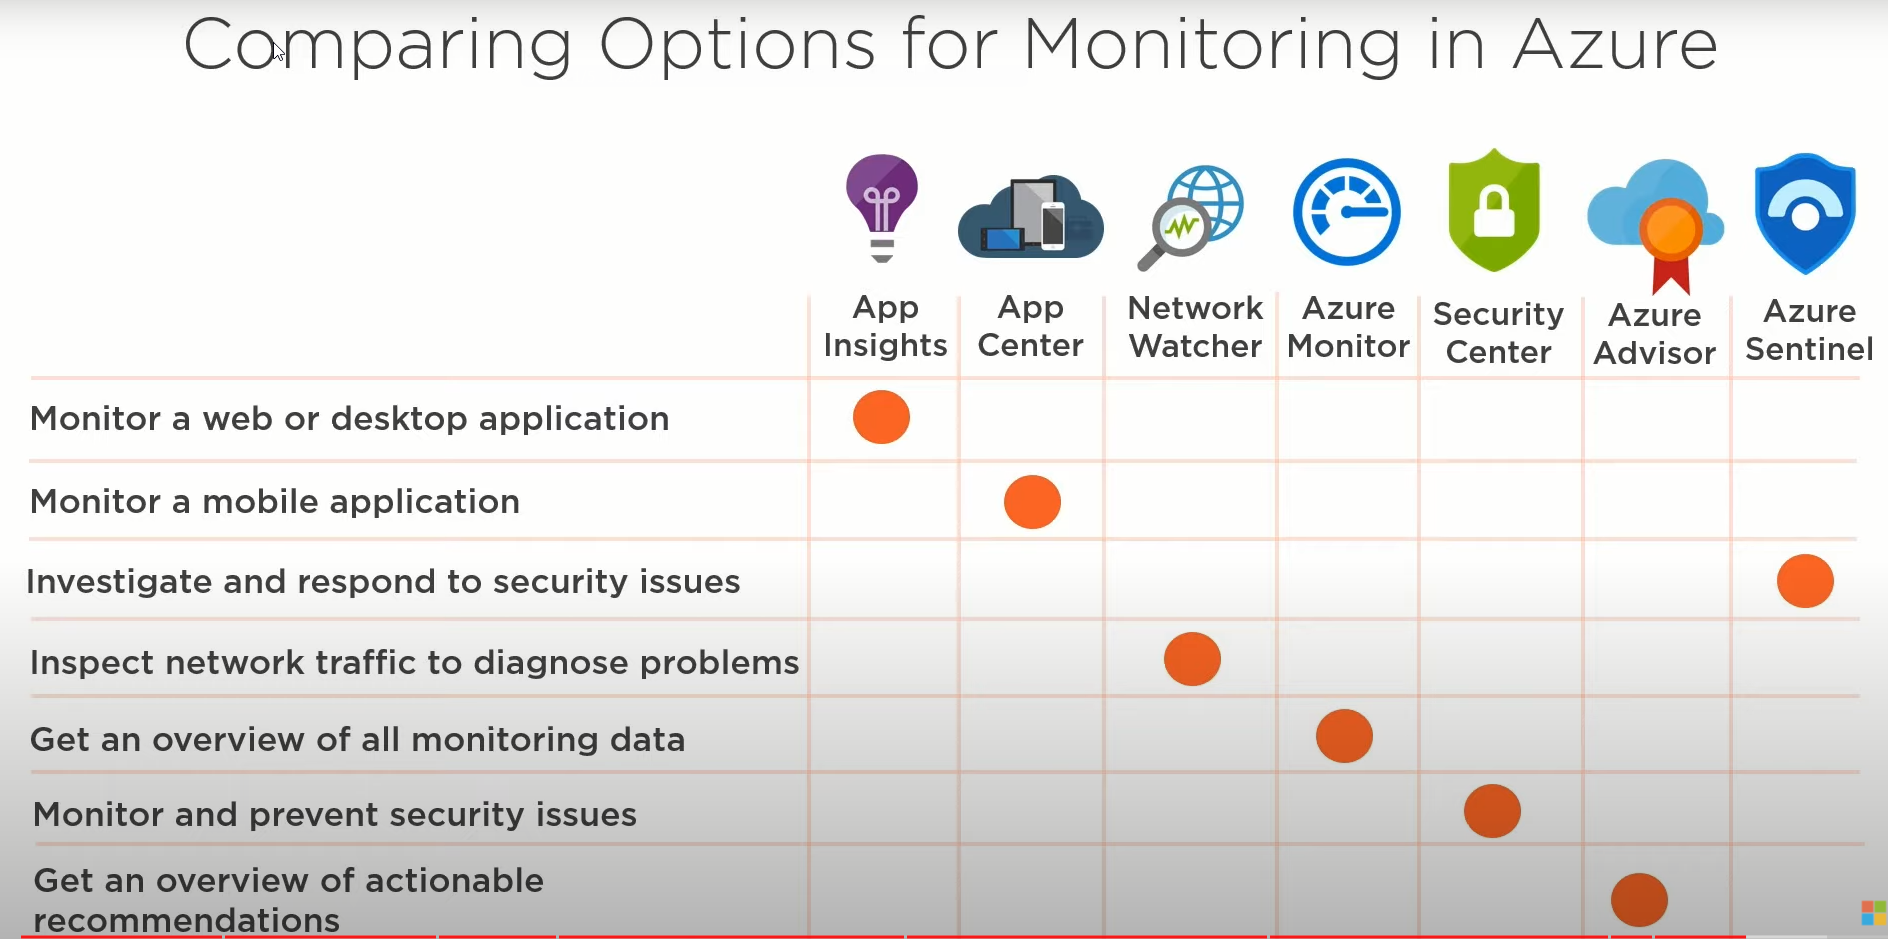 Comparing Options for Monitoring in Azure
App Insights
App Center
Network Watcher
Azure Monitor
Security Center
Azure Advisor
Azure Sentinel
Monitor a web or desktop application
Monitor a mobile application
Investigate and respond to security issues
Inspect network traffic to diagnose problems
Get an overview of all monitoring data
Monitor and prevent security issues
Get an overview of actionable
recommendations